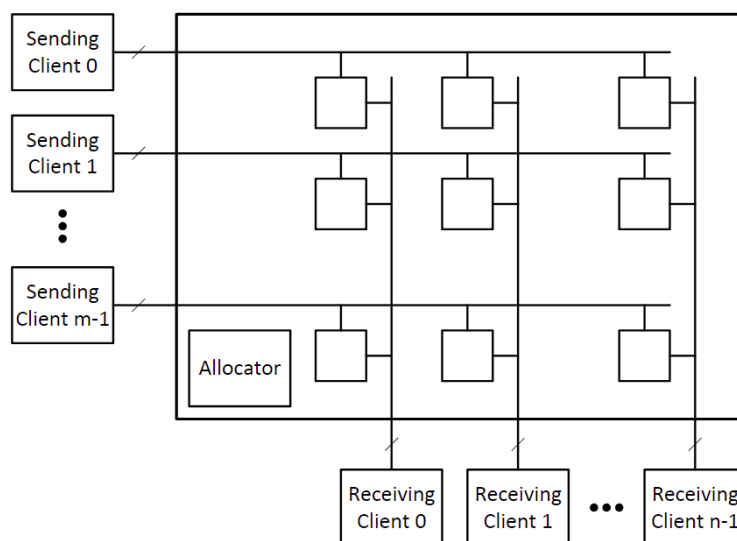 Sending
Client 0
Sending
Client 1
Sending
Client m-1
Allocator
Receiving
Client 0
Receiving
Client 1
Receiving
Client n-1